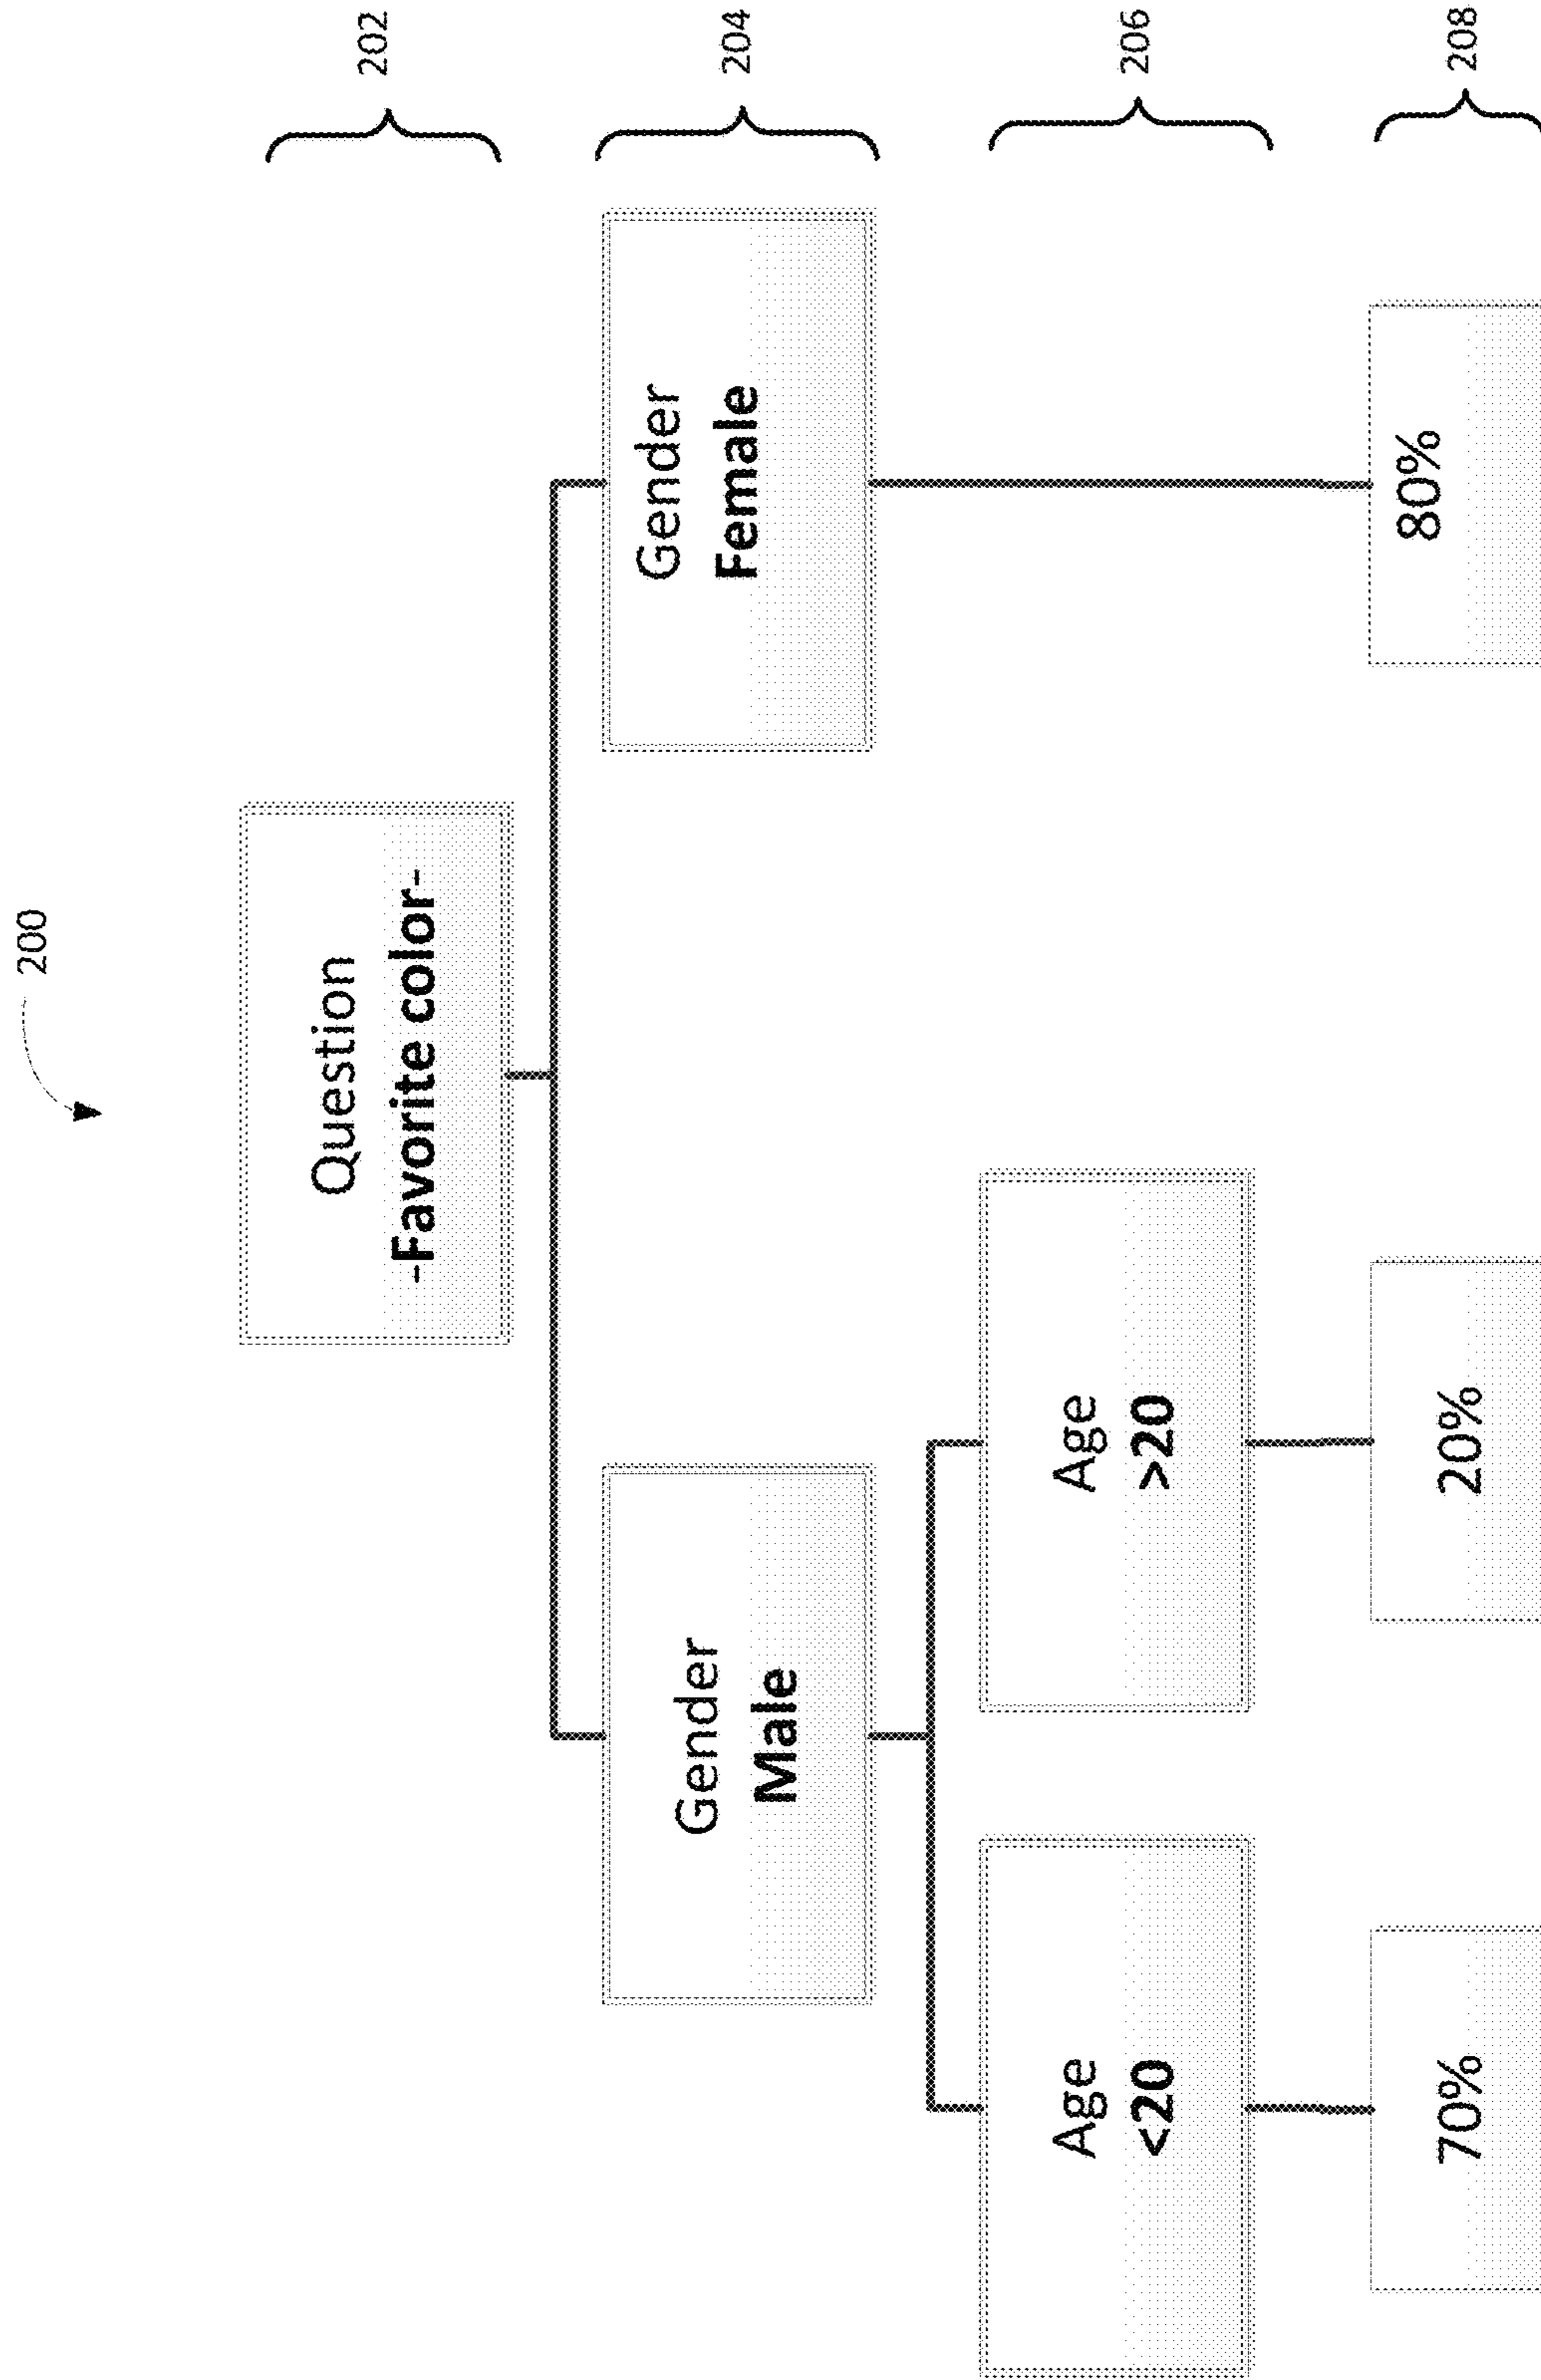 200
Question
-Favorite color-
202
Gender
Male
Gender
Female
204
Age
<20
Age
>20
206
70%
20%
80%
208